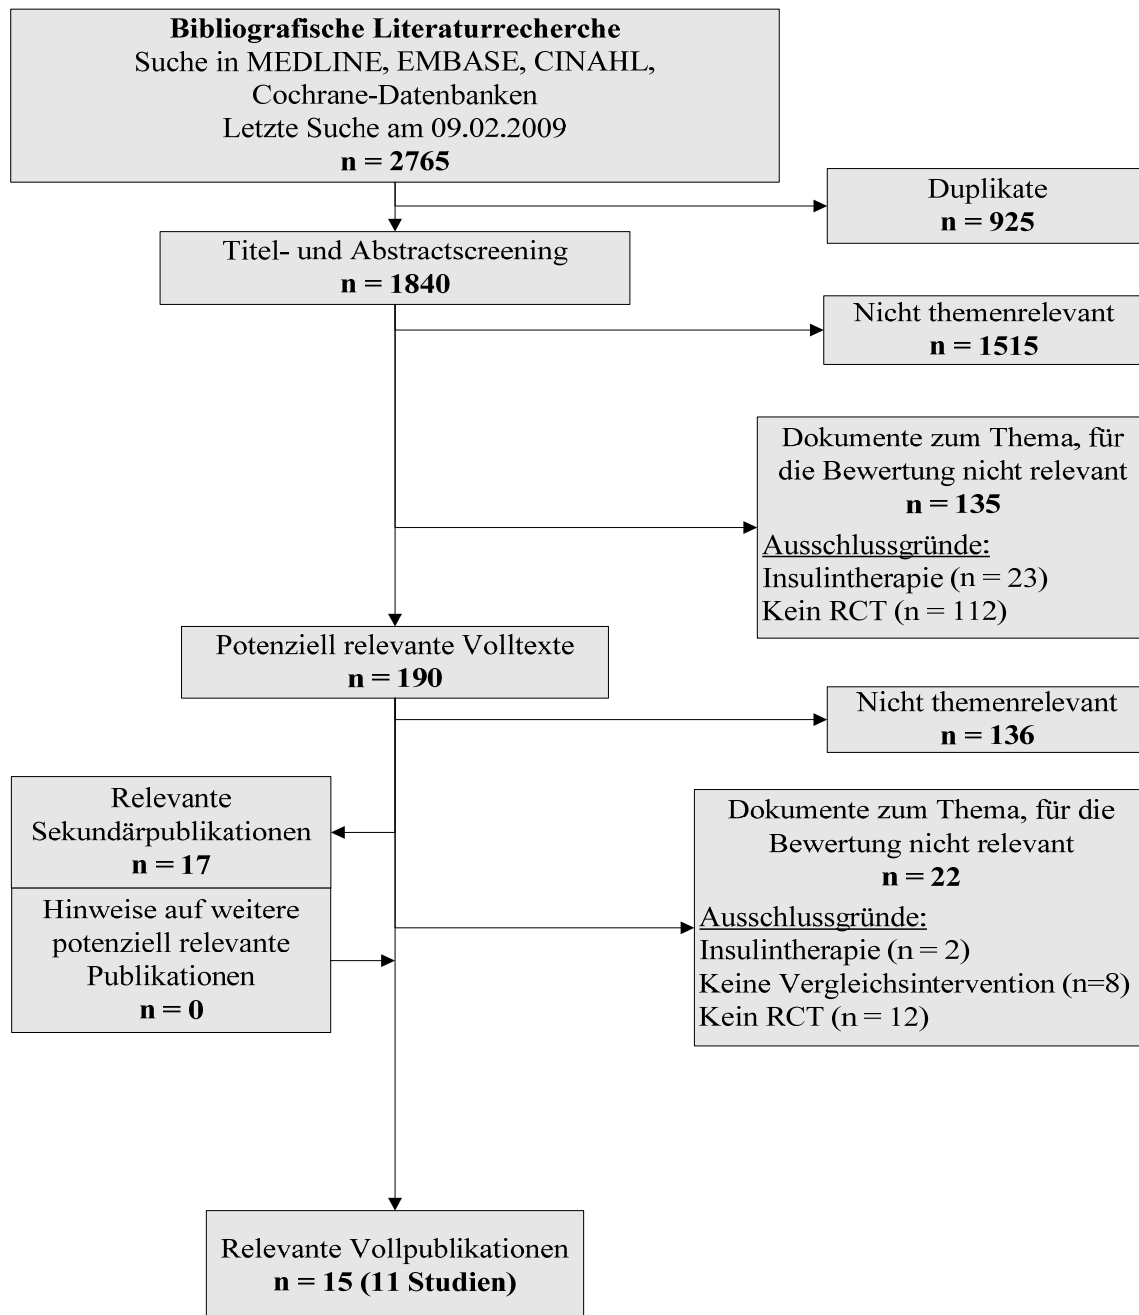 Bibliografische Literaturrecherche
Suche in MEDLINE, EMBASE, CINAHL,
Cochrane-Datenbanken
Letzte Suche am 09.02.2009
n = 2765
Duplikate
n = 925
Titel- und Abstractscreening
n = 1840
Nicht themenrelevant
n = 1515
Dokumente zum Thema, für
die Bewertung nicht relevant
n = 135
Ausschlussgründe:
Insulintherapie (n = 23)
Kein RCT (n = 112)
Potenziell relevante Volltexte
n = 190
Nicht themenrelevant
n = 136
Relevante
Sekundärpublikationen
n = 17
Dokumente zum Thema, für die
Bewertung nicht relevant
n = 22
Ausschlussgründe:
Insulintherapie (n = 2)
Keine Vergleichsintervention (n=8)
Kein RCT (n = 12)
Hinweise auf weitere
potenziell relevante
Publikationen
n = 0
Relevante Vollpublikationen
n = 15 (11 Studien)